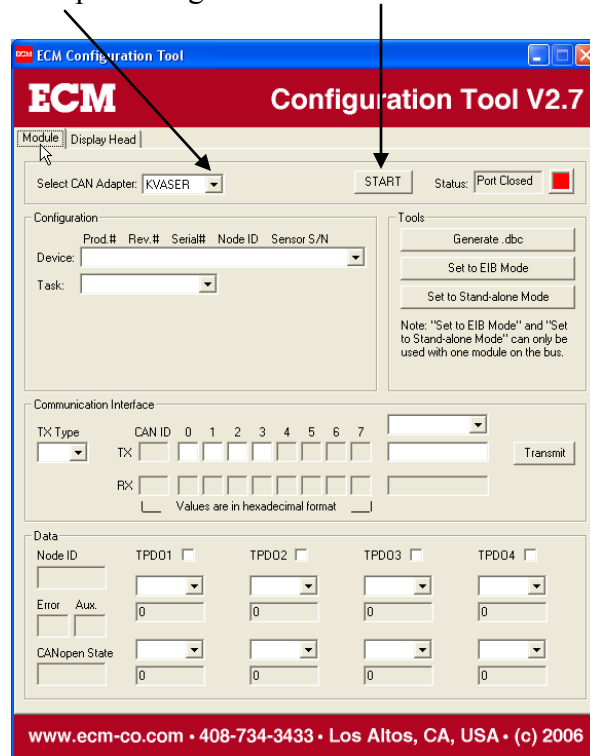 ECM Configuration Tool
ECM Configuration Tool V2.7
Module Display Head
Select CAN Adapter: KVASER START Status: Port Closed
Configuration
Prod.# Rev.# Serial# Node ID Sensor S/N
Device:
Task:
Tools
Generate .dbc
Set to EIB Mode
Set to Stand-alone Mode
Note: "Set to EIB Mode" and "Set
to Stand-alone Mode" can only be
used with one module on the bus.
Communication Interface
TX Type CAN ID 0 1 2 3 4 5 6 7
TX Transmit
RX
Values are in hexadecimal format
Data
Node ID TPDO1 TPDO2 TPDO3 TPDO4
Error Aux. 0 0 0 0
CANopen State
0 0 0 0
www.ecm-co.com • 408-734-3433 • Los Altos, CA, USA • (c) 2006